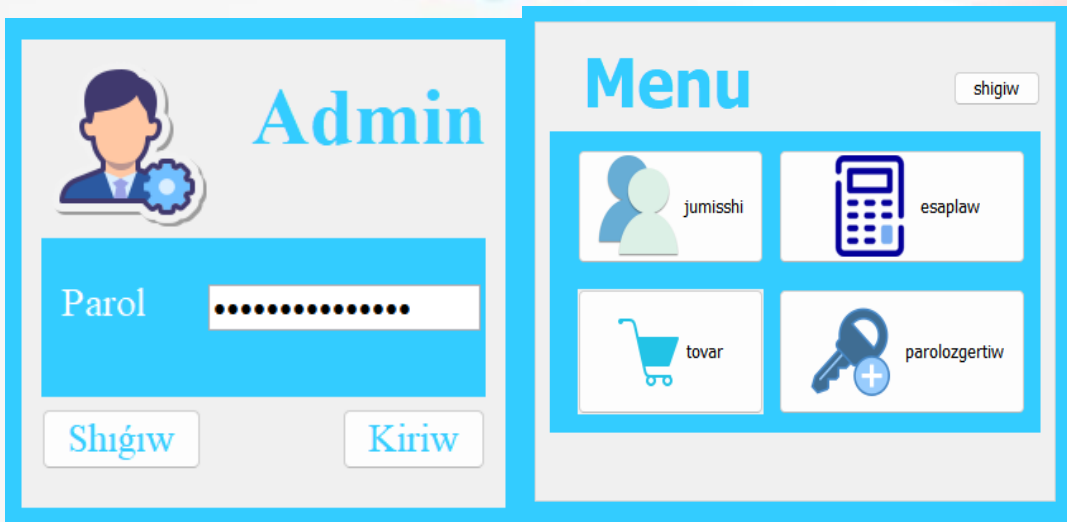 Admin
Parol
•••••••••••••••
Shıǵıw
Kiriw
Menu
shigiw
jumisshi
esaplaw
tovar
parolozgertiw